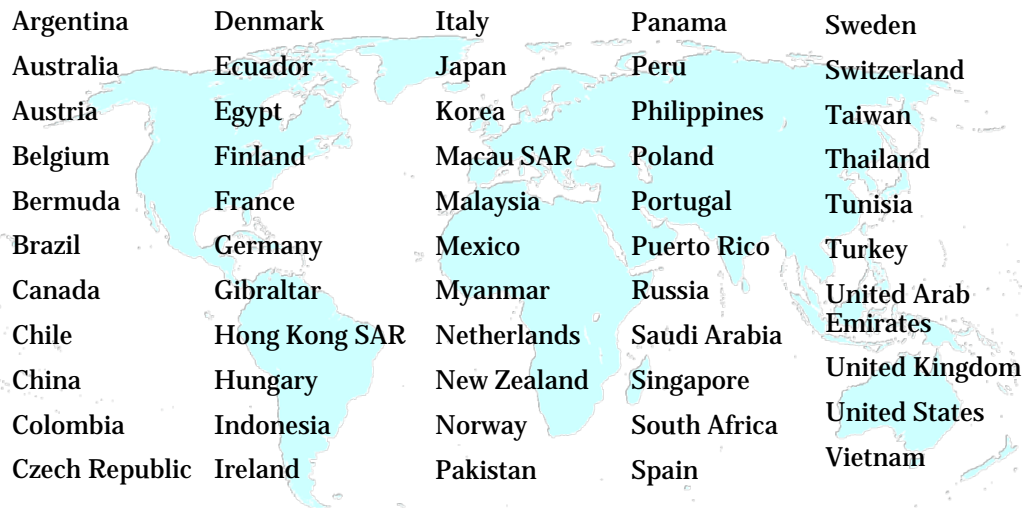 Argentina
Australia
Austria
Belgium
Bermuda
Brazil
Canada
Chile
China
Colombia
Czech Republic
Denmark
Ecuador
Egypt
Finland
France
Germany
Gibraltar
Hong Kong SAR
Hungary
Indonesia
Ireland
Italy
Japan
Korea
Macau SAR
Malaysia
Mexico
Myanmar
Netherlands
New Zealand
Norway
Pakistan
Panama
Peru
Philippines
Poland
Portugal
Puerto Rico
Russia
Saudi Arabia
Singapore
South Africa
Spain
Sweden
Switzerland
Taiwan
Thailand
Tunisia
Turkey
United Arab
Emirates
United Kingdom
United States
Vietnam